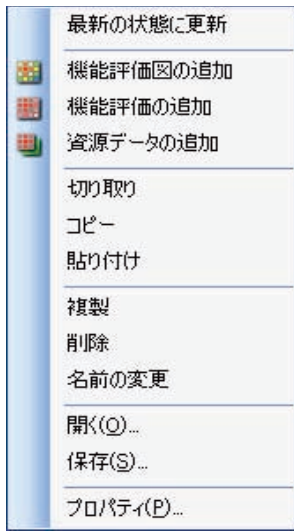 最新の状態に更新
機能評価図の追加
機能評価の追加
資源データの追加
切り取り
コピー
貼り付け
複製
削除
名前の変更
開く(O)...
保存(S)...
プロパティ(P)...